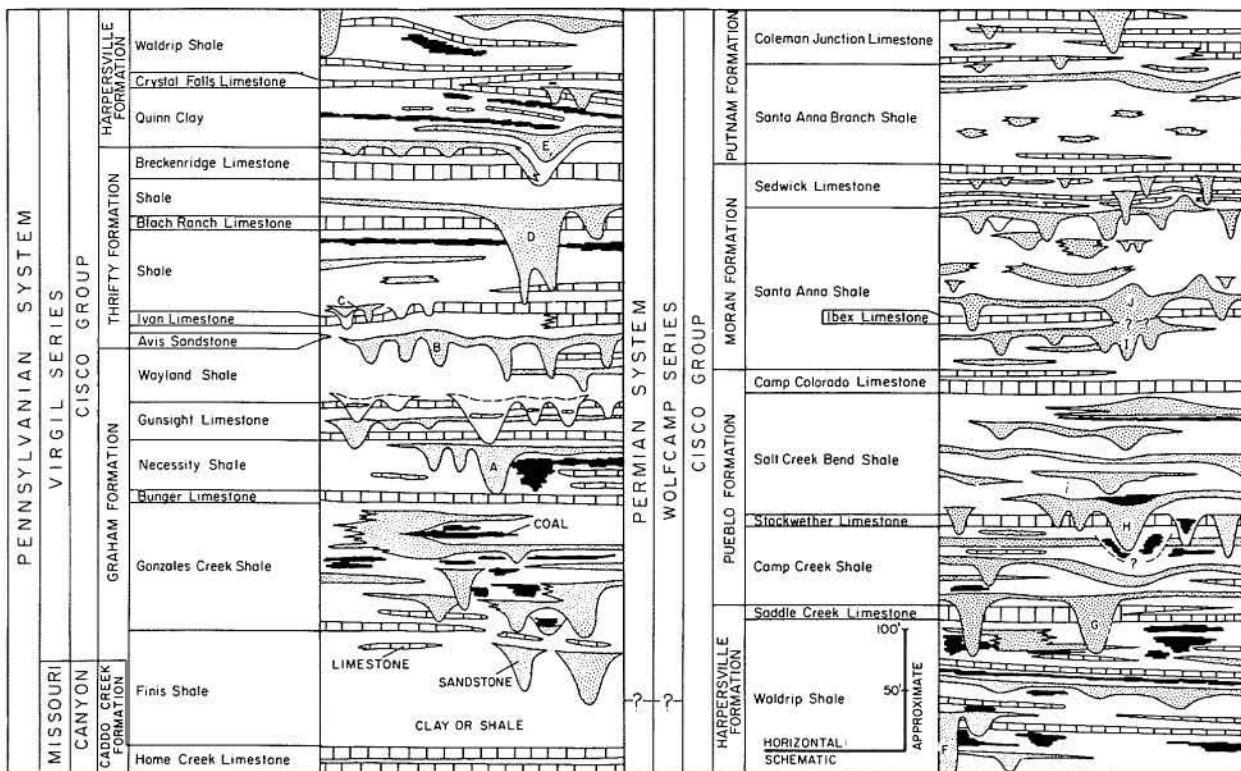 PENNSYLVANIAN SYSTEM
VIRGIL SERIES
CISCO GROUP
MISSOURI
CANYON
HARPERSVILLE
FORMATION
THRIFTY FORMATION
GRAHAM FORMATION
CADDO CREEK
FORMATION
Waldrip Shale
Crystal Falls Limestone
Quinn Clay
Breckenridge Limestone
Shale
Blach Ranch Limestone
Shale
Ivan Limestone
Avis Sandstone
Wayland Shale
Gunsight Limestone
Necessity Shale
Bunger Limestone
Gonzales Creek Shale
Finis Shale
Home Creek Limestone
E
D
C
B
A
COAL
LIMESTONE
SANDSTONE
CLAY OR SHALE
PERMIAN SYSTEM
WOLFCAMP SERIES
CISCO GROUP
?
?
PUTNAM FORMATION
MORAN FORMATION
PUEBLO FORMATION
HARPERSVILLE
FORMATION
Coleman Junction Limestone
Santa Anna Branch Shale
Sedwick Limestone
Santa Anna Shale
Ibex Limestone
Camp Colorado Limestone
Salt Creek Bend Shale
Stockwether Limestone
Camp Creek Shale
Saddle Creek Limestone
Waldrip Shale
J
? ?
I
i
H
?
G
F
100'
50'
APPROXIMATE
HORIZONTAL
SCHEMATIC